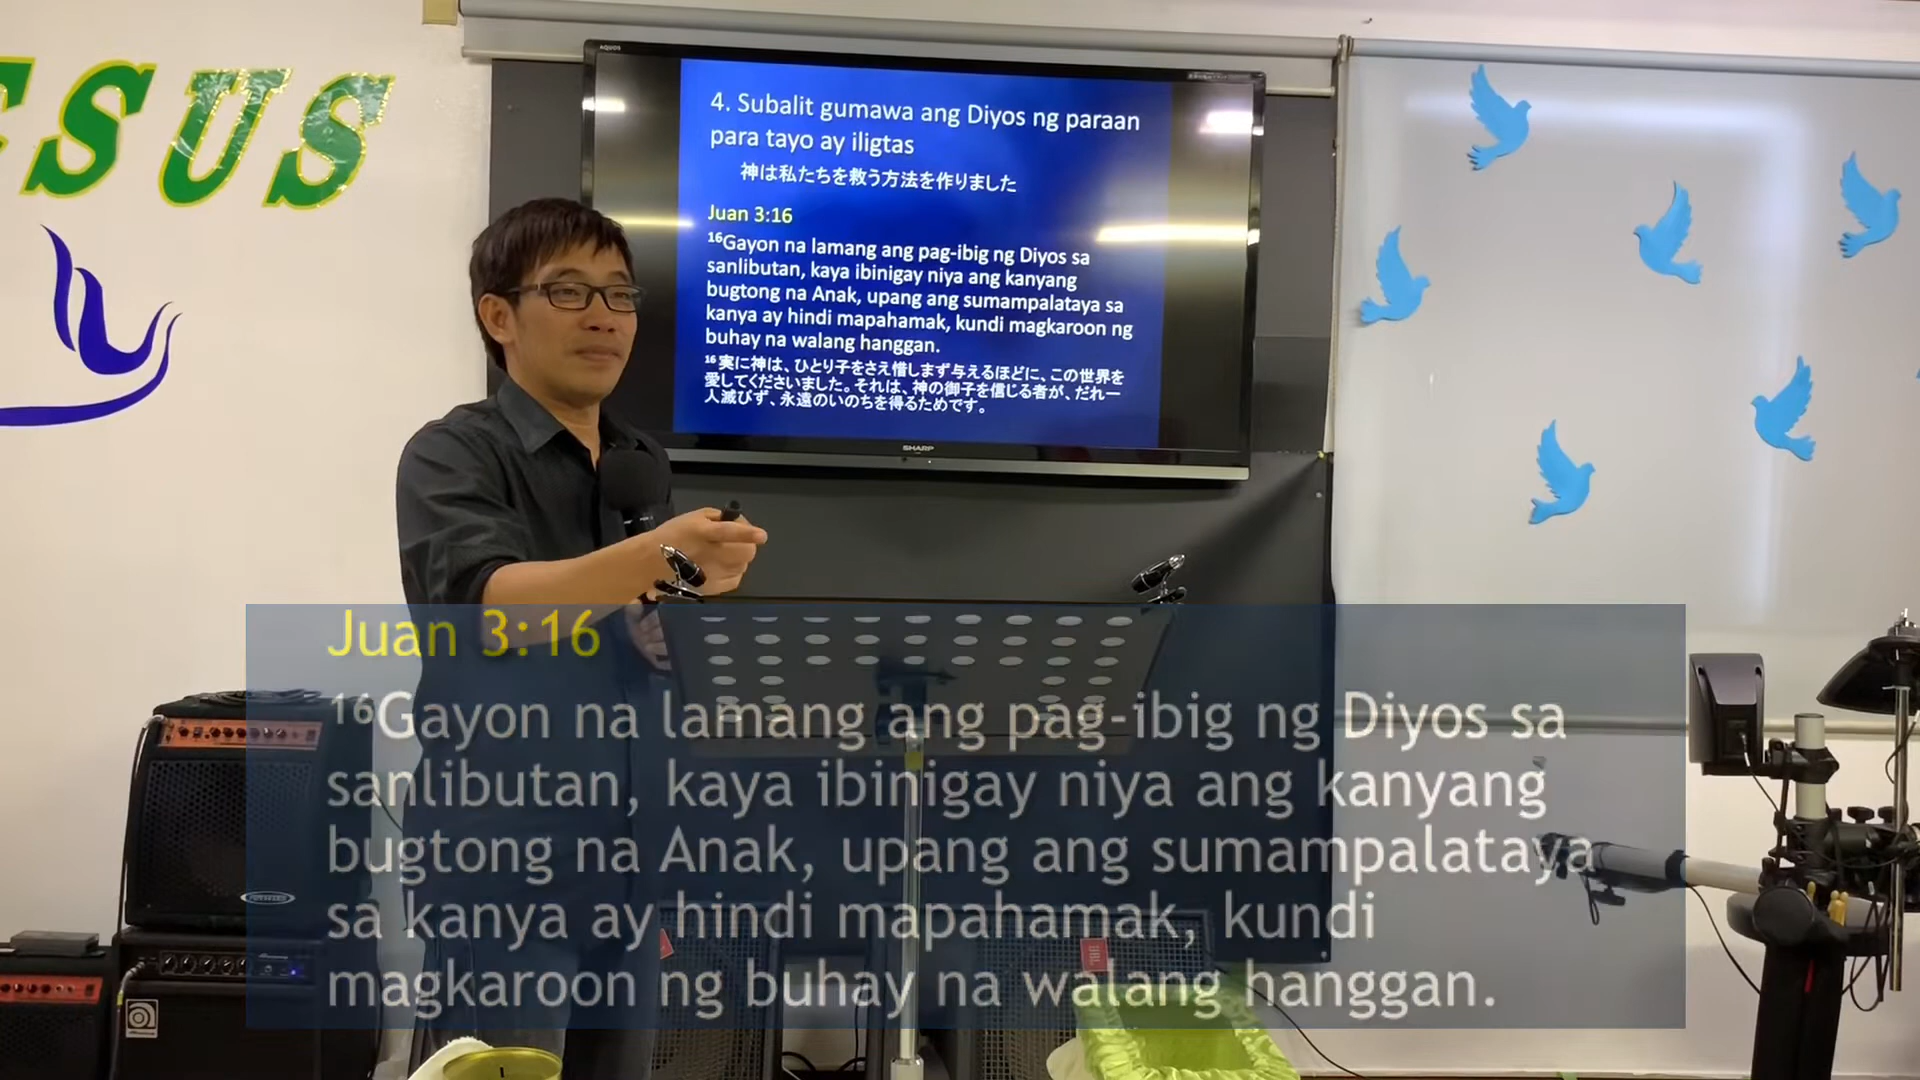 ESUS
AQUOS
4. Subalit gumawa ang Diyos ng paraan
para tayo ay iligtas
神は私たちを救う方法を作りました
Juan 3:16
16Gayon na lamang ang pag-ibig ng Diyos sa
sanlibutan, kaya ibinigay niya ang kanyang
bugtong na Anak, upang ang sumampalataya sa
kanya ay hindi mapahamak, kundi magkaroon ng
buhay na walang hanggan.
16 実に神は、ひとり子をさえ惜しまず与えるほどに、この世界を
愛してくださいました。それは、神の御子を信じる者が、だれ一
人滅びず、永遠のいのちを得るためです。
SHARP
Juan 3:16
16Gayon na lamang ang pag-ibig ng Diyos sa
sanlibutan, kaya ibinigay niya ang kanyang
bugtong na Anak, upang ang sumampalataya
sa kanya ay hindi mapahamak, kundi
magkaroon ng buhay na walang hanggan.
JBL